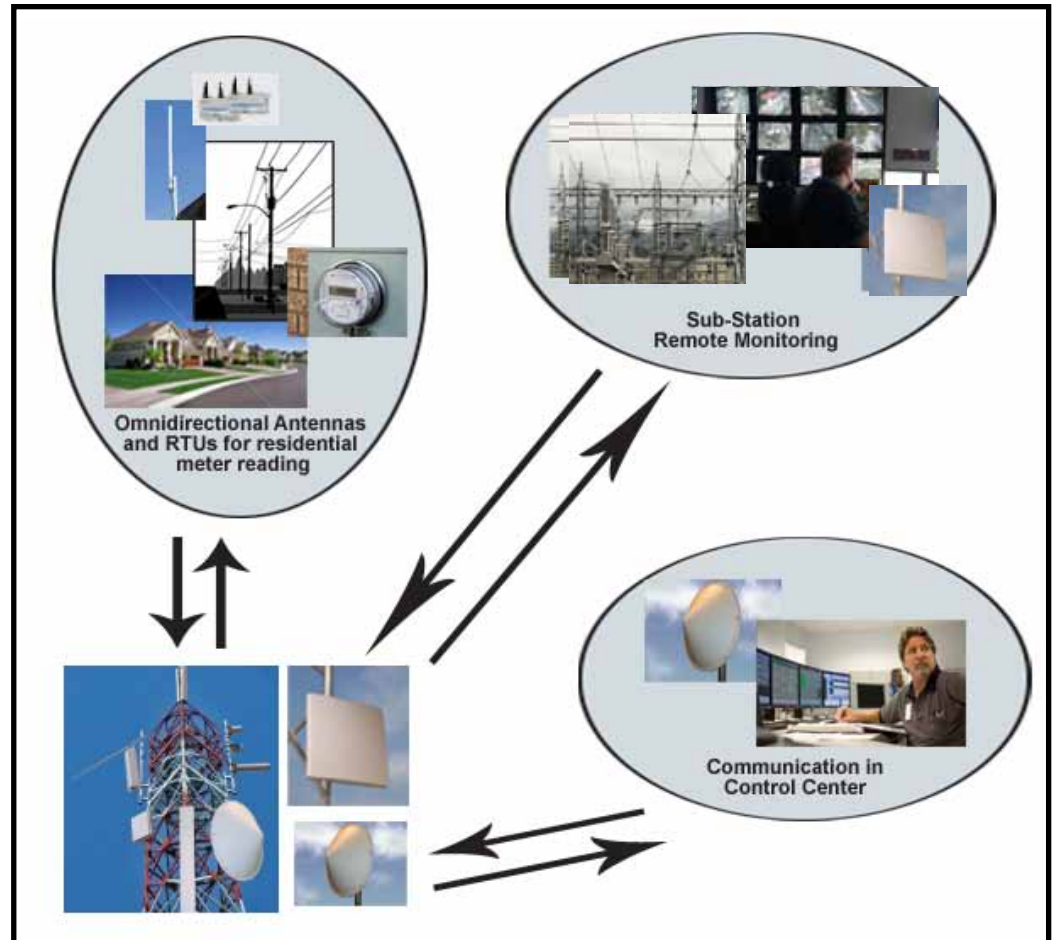 Sub-Station
Remote Monitoring
Omnidirectional Antennas
and RTUs for residential
meter reading
Communication in
Control Center